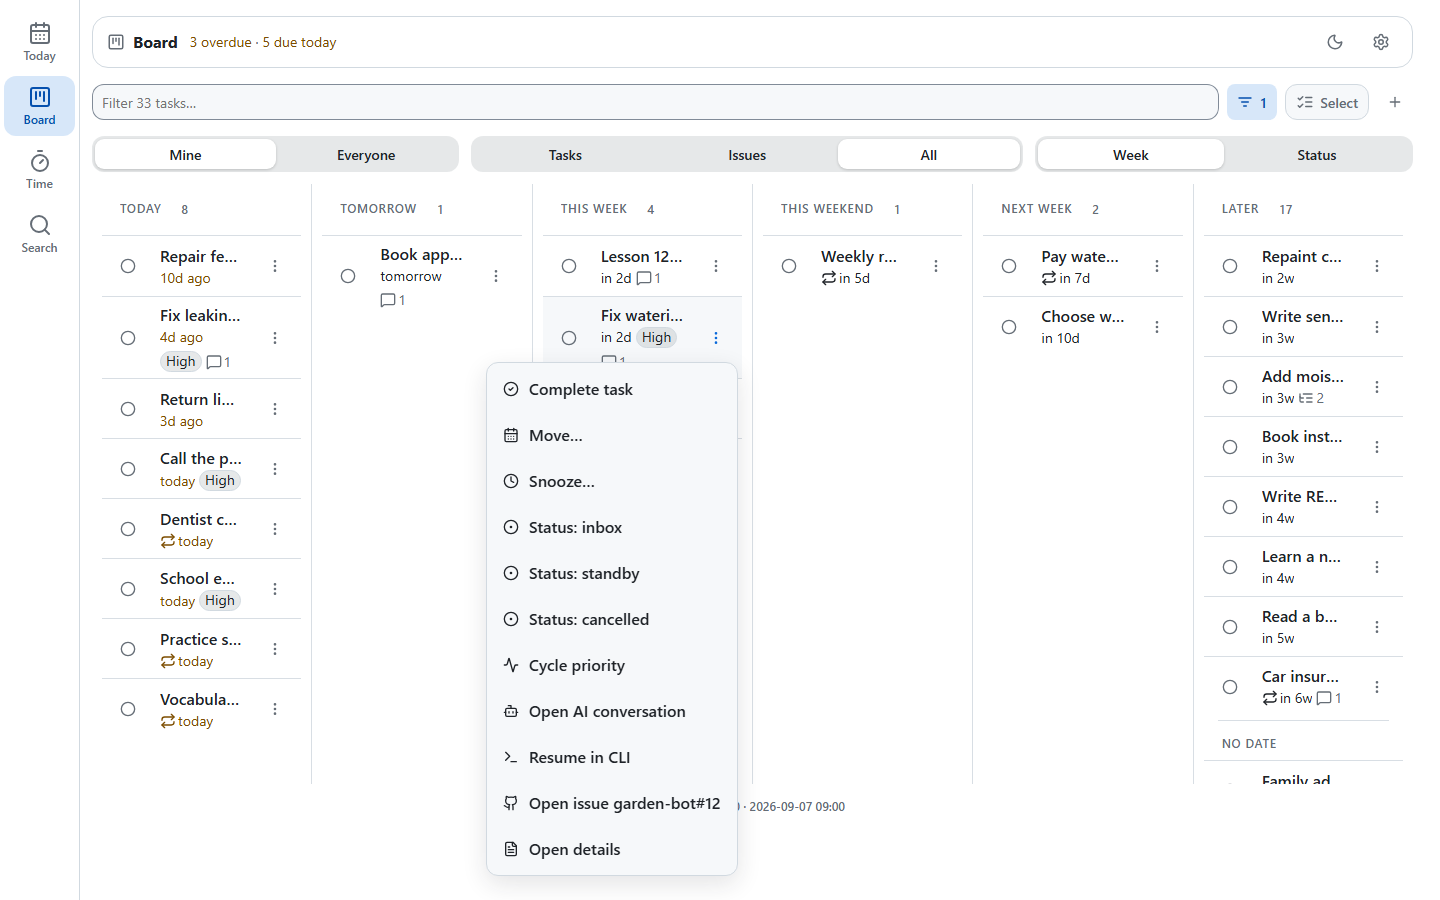 Today
Board
Time
Search
Board 3 overdue · 5 due today
Filter 33 tasks...
1
Select
Mine
Everyone
Tasks
Issues
All
Week
Status
TODAY 8
Repair fe...
10d ago
Fix leakin...
4d ago
High 1
Return li...
3d ago
Call the p...
today High
Dentist c...
today
School e...
today High
Practice s...
today
Vocabula...
today
TOMORROW 1
Book app...
tomorrow
1
THIS WEEK 4
Lesson 12...
in 2d 1
Fix wateri...
in 2d High
1
Complete task
Move...
Snooze...
Status: inbox
Status: standby
Status: cancelled
Cycle priority
Open AI conversation
Resume in CLI
Open issue garden-bot#12
Open details
THIS WEEKEND 1
Weekly r...
in 5d
NEXT WEEK 2
Pay wate...
in 7d
Choose w...
in 10d
LATER 17
Repaint c...
in 2w
Write sen...
in 3w
Add mois...
in 3w 2
Book inst...
in 3w
Write RE...
in 4w
Learn a n...
in 4w
Read a b...
in 5w
Car insur...
in 6w 1
NO DATE
Family ad
· 2026-09-07 09:00